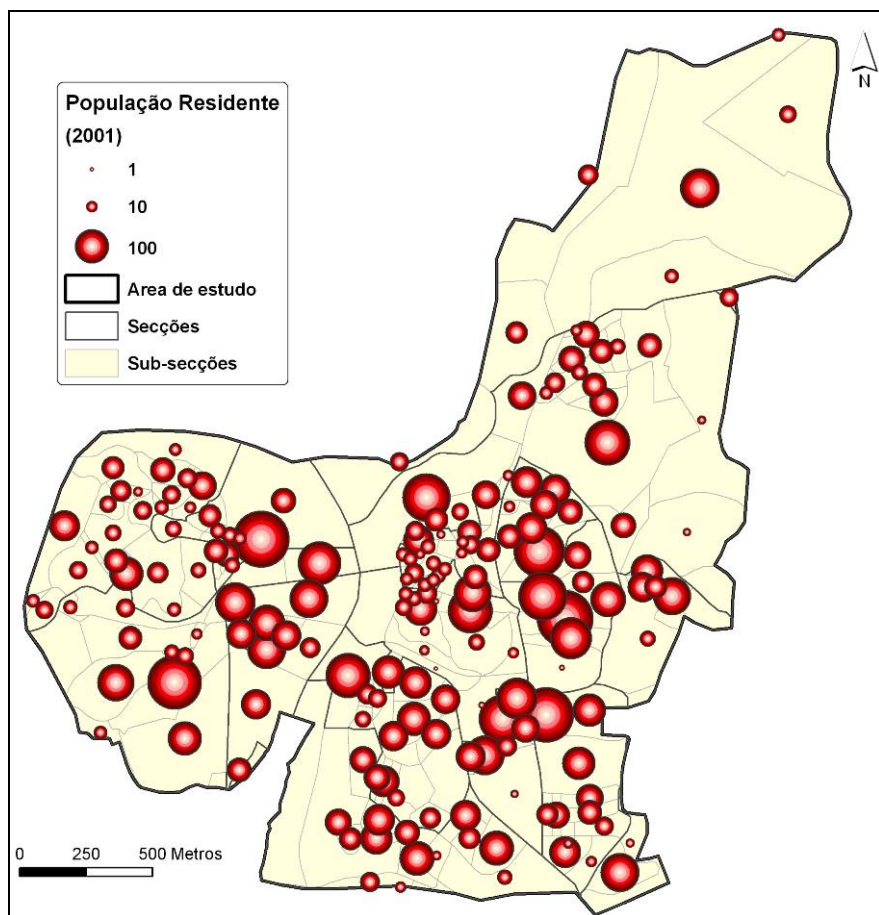 N
População Residente
(2001)
1
10
100
Area de estudo
Secções
Sub-secções
0 250 500 Metros